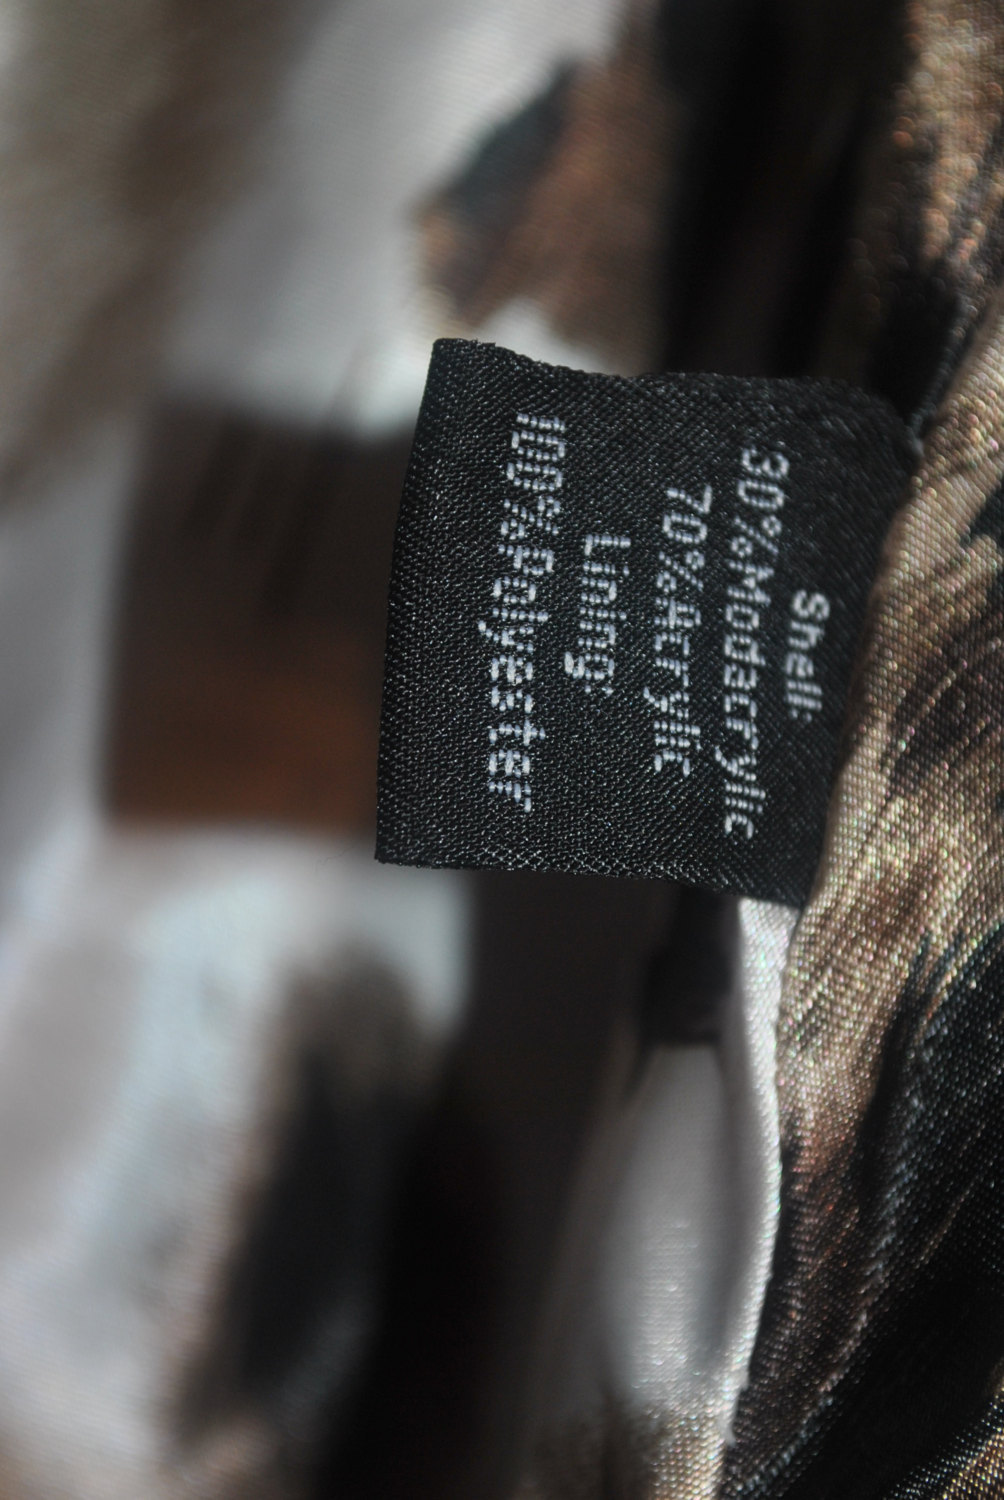 Shell:
30%Modacrylic
70%Acrylic
Lining:
100%Polyester